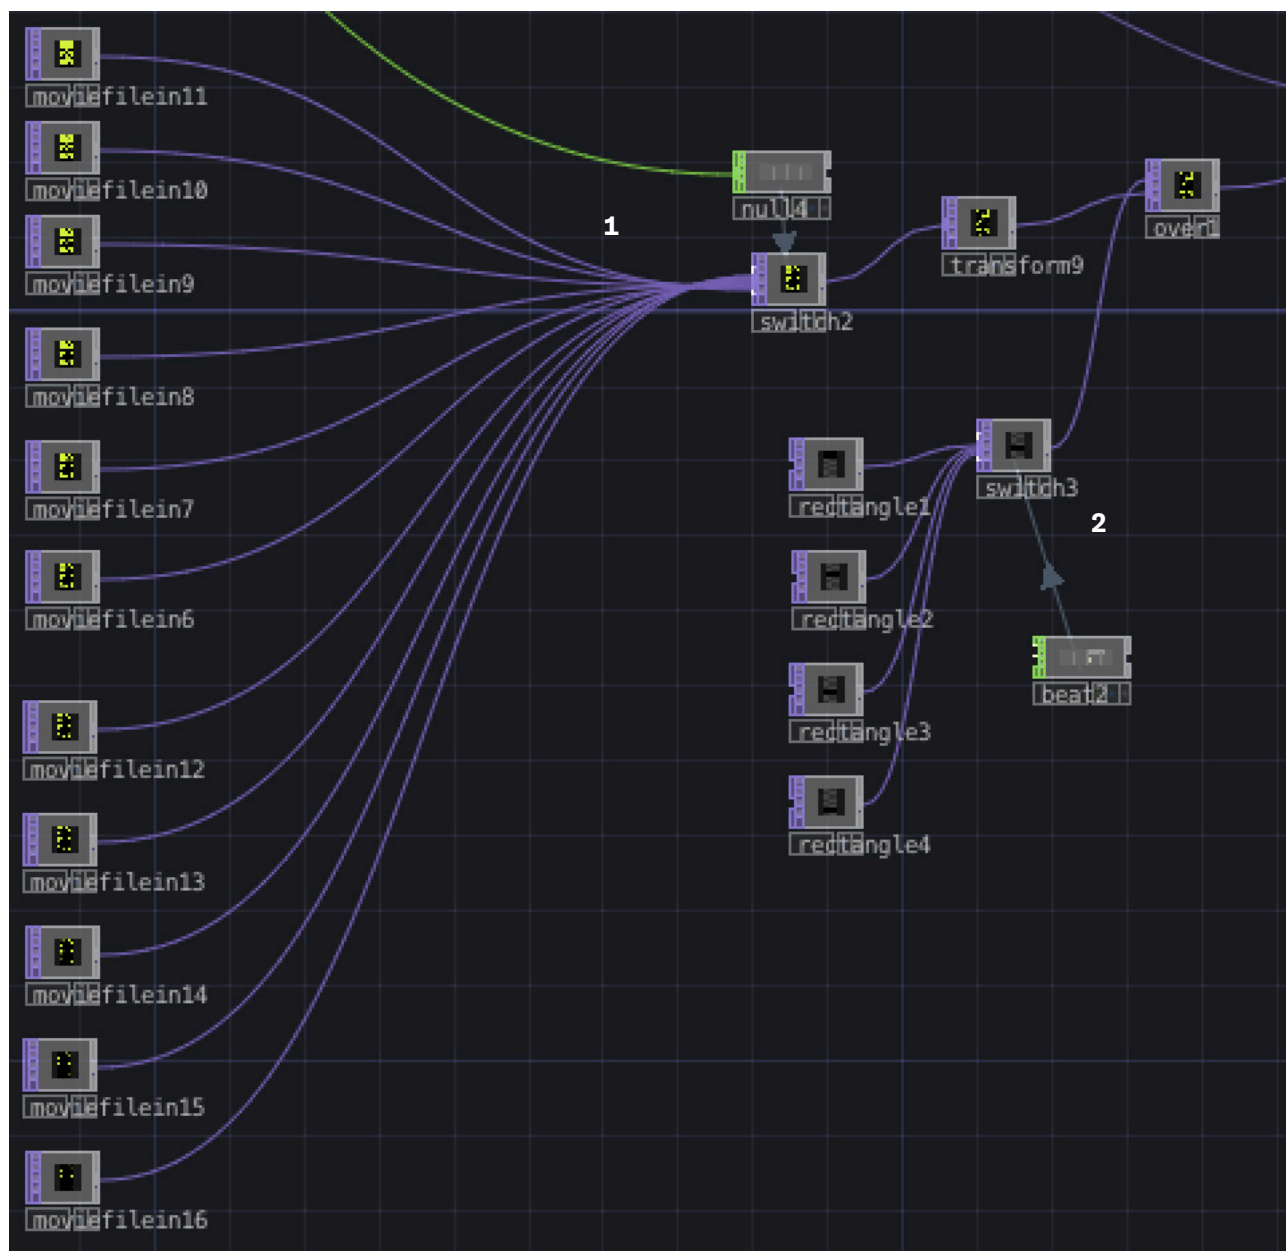 moviefilein11
moviefilein10
null4
1
over1
moviefilein9
transform9
switch2
moviefilein8
switch3
moviefilein7
rectangle1
2
moviefilein6
rectangle2
beat2
rectangle3
moviefilein12
rectangle4
moviefilein13
moviefilein14
moviefilein15
moviefilein16